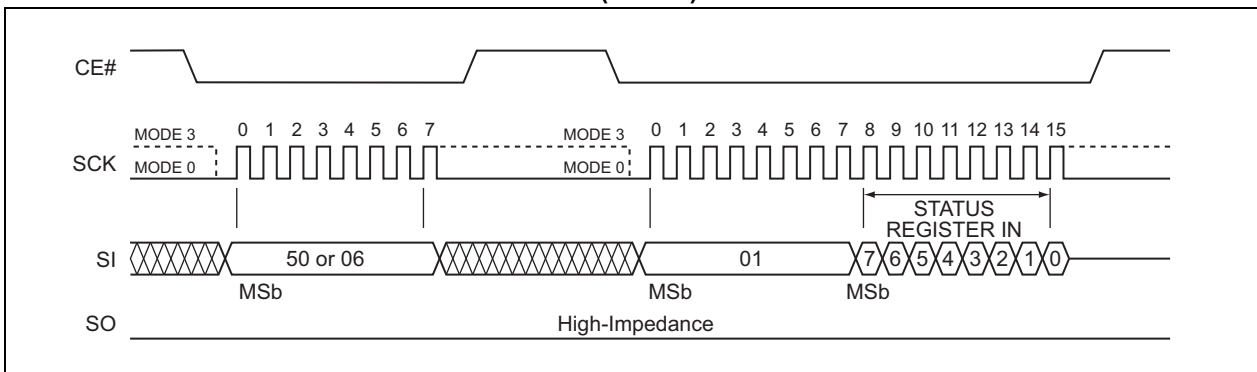 CE#
MODE 3 0 1 2 3 4 5 6 7 MODE 3 0 1 2 3 4 5 6 7 8 9 10 11 12 13 14 15
SCK MODE 0 MODE 0
STATUS
REGISTER IN
SI 50 or 06 01 7 6 5 4 3 2 1 0
MSb MSb MSb
SO High-Impedance